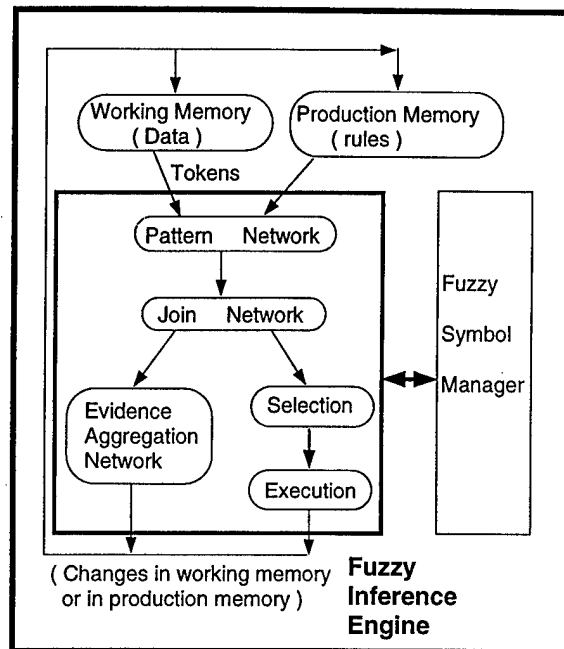 Working Memory
( Data )
Production Memory
( rules )
Tokens
Pattern Network
Join Network
Fuzzy
Symbol
Manager
Evidence
Aggregation
Network
Selection
Execution
( Changes in working memory
or in production memory )
Fuzzy
Inference
Engine